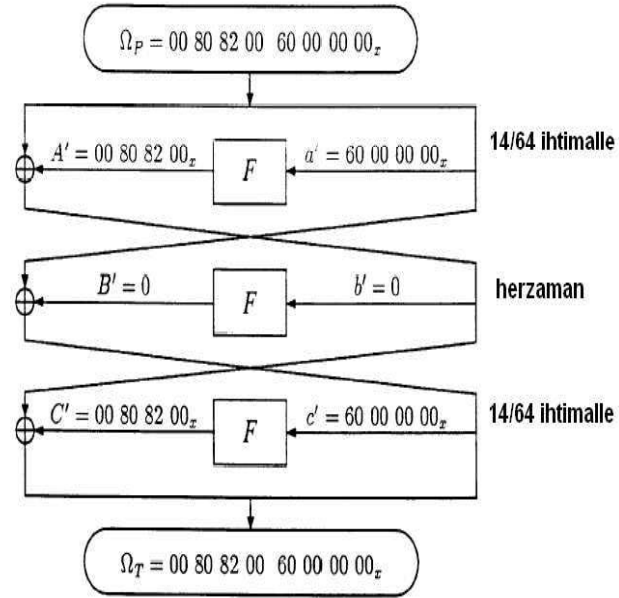 Ω_P = 00 80 82 00 60 00 00 00_x
A' = 00 80 82 00_x F a' = 60 00 00 00_x 14/64 ihtimalle
B' = 0 F b' = 0 herzaman
C' = 00 80 82 00_x F c' = 60 00 00 00_x 14/64 ihtimalle
Ω_T = 00 80 82 00 60 00 00 00_x